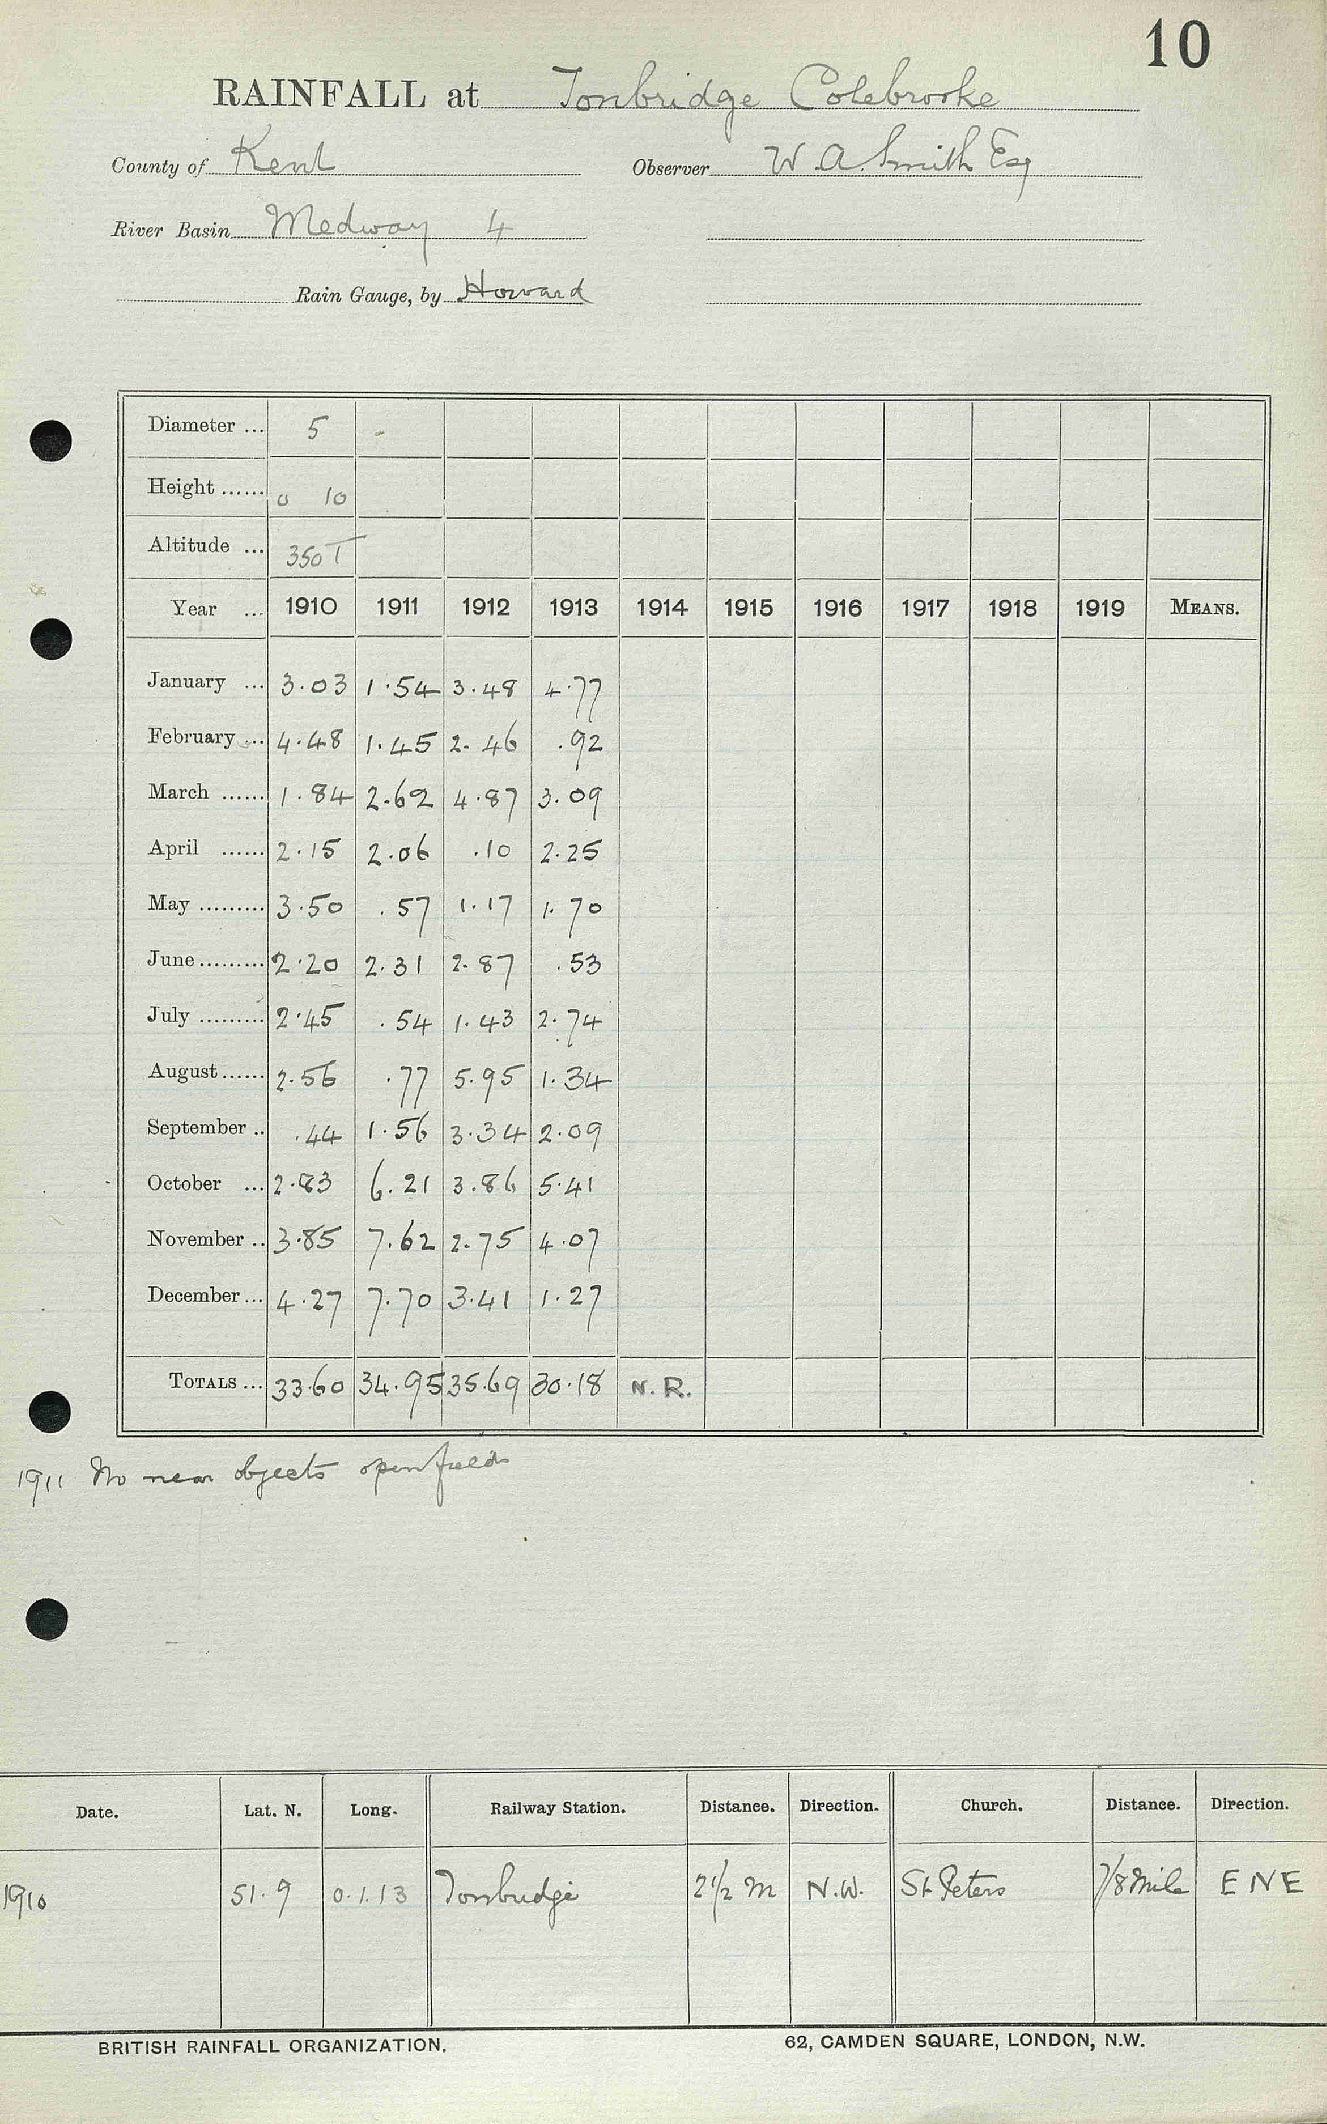 10
RAINFALL at Tonbridge Colebrooke
County of Kent Observer W. A. Smith Esq
River Basin Medway 4
Rain Gauge, by Howard
Diameter ... 5 -
Height ...... 0 10
Altitude ... 350 T
Year ... 1910 1911 1912 1913 1914 1915 1916 1917 1918 1919 MEANS.
January ... 3.03 1.54 3.48 4.77
February ... 4.48 1.45 2.46 .92
March ...... 1.84 2.62 4.87 3.09
April ...... 2.15 2.06 .10 2.25
May ......... 3.50 .57 1.17 1.70
June ......... 2.20 2.31 2.87 .53
July ......... 2.45 .54 1.43 2.74
August ...... 2.56 .77 5.95 1.34
September .. .44 1.56 3.34 2.09
October ... 2.83 6.21 3.86 5.41
November .. 3.85 7.62 2.75 4.07
December ... 4.27 7.70 3.41 1.27
TOTALS ... 33.60 34.95 35.69 30.18 N.R.
1911 No near objects open fields
Date. Lat. N. Long. Railway Station. Distance. Direction. Church. Distance. Direction.
1910 51.9 0.1.13 Tonbridge 2½ m N.W. St. Peters 7/8 Mile ENE
BRITISH RAINFALL ORGANIZATION. 62, CAMDEN SQUARE, LONDON, N.W.